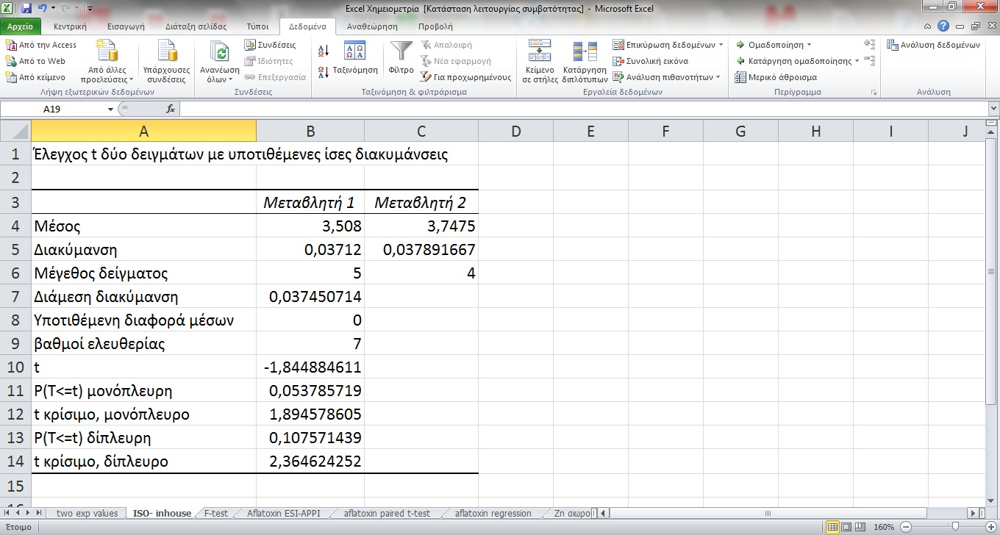 Excel Χημειομετρία [Κατάσταση λειτουργίας συμβατότητας] - Microsoft Excel
Αρχείο Κεντρική Εισαγωγή Διάταξη σελίδας Τύποι Δεδομένα Αναθεώρηση Προβολή
Από την Access
Από το Web
Από κείμενο
Από άλλες προελεύσεις
Υπάρχουσες συνδέσεις
Λήψη εξωτερικών δεδομένων
Ανανέωση όλων
Συνδέσεις
Ιδιότητες
Επεξεργασία
Συνδέσεις
Ταξινόμηση
Φίλτρο
Απαλοιφή
Νέα εφαρμογή
Για προχωρημένους
Ταξινόμηση & φιλτράρισμα
Κείμενο σε στήλες
Κατάργηση διπλότυπων
Επικύρωση δεδομένων
Συνολική εικόνα
Ανάλυση πιθανοτήτων
Εργαλεία δεδομένων
Ομαδοποίηση
Κατάργηση ομαδοποίησης
Μερικό άθροισμα
Περίγραμμα
Ανάλυση δεδομένων
Ανάλυση
A19 fx
A B C D E F G H I J
1 Έλεγχος t δύο δειγμάτων με υποτιθέμενες ίσες διακυμάνσεις
2
3 Μεταβλητή 1 Μεταβλητή 2
4 Μέσος 3,508 3,7475
5 Διακύμανση 0,03712 0,037891667
6 Μέγεθος δείγματος 5 4
7 Διάμεση διακύμανση 0,037450714
8 Υποτιθέμενη διαφορά μέσων 0
9 βαθμοί ελευθερίας 7
10 t -1,844884611
11 P(T<=t) μονόπλευρη 0,053785719
12 t κρίσιμο, μονόπλευρο 1,894578605
13 P(T<=t) δίπλευρη 0,107571439
14 t κρίσιμο, δίπλευρο 2,364624252
15
two exp values ISO- inhouse F-test Aflatoxin ESI-APPI aflatoxin paired t-test aflatoxin regression Ζη αιωρο
Έτοιμο 160%